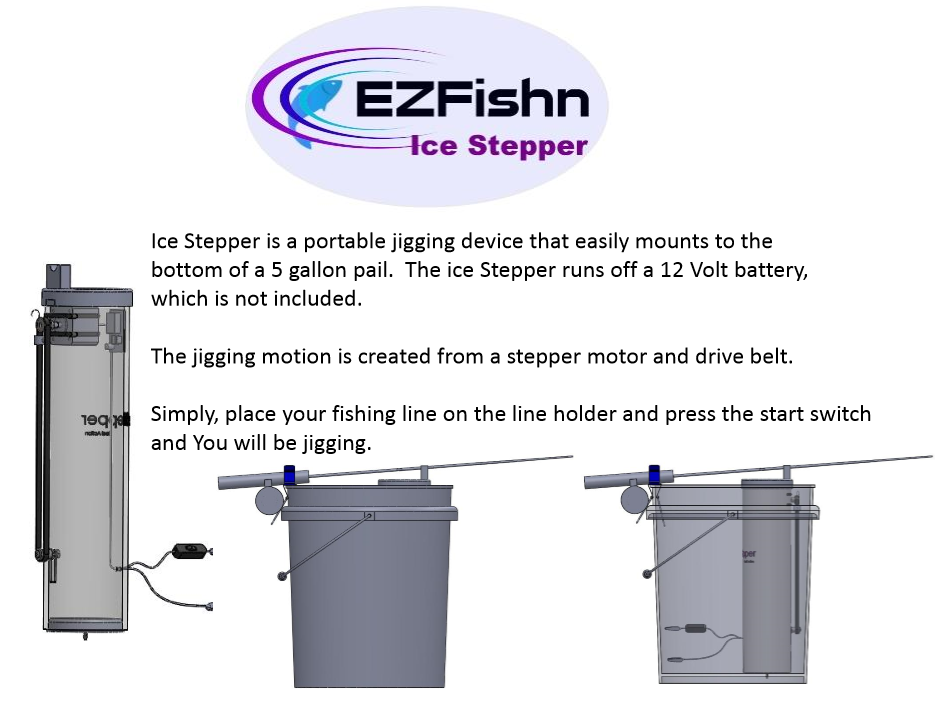 EZFishn
Ice Stepper
Ice Stepper is a portable jigging device that easily mounts to the
bottom of a 5 gallon pail.  The ice Stepper runs off a 12 Volt battery,
which is not included.
The jigging motion is created from a stepper motor and drive belt.
Simply, place your fishing line on the line holder and press the start switch
and You will be jigging.